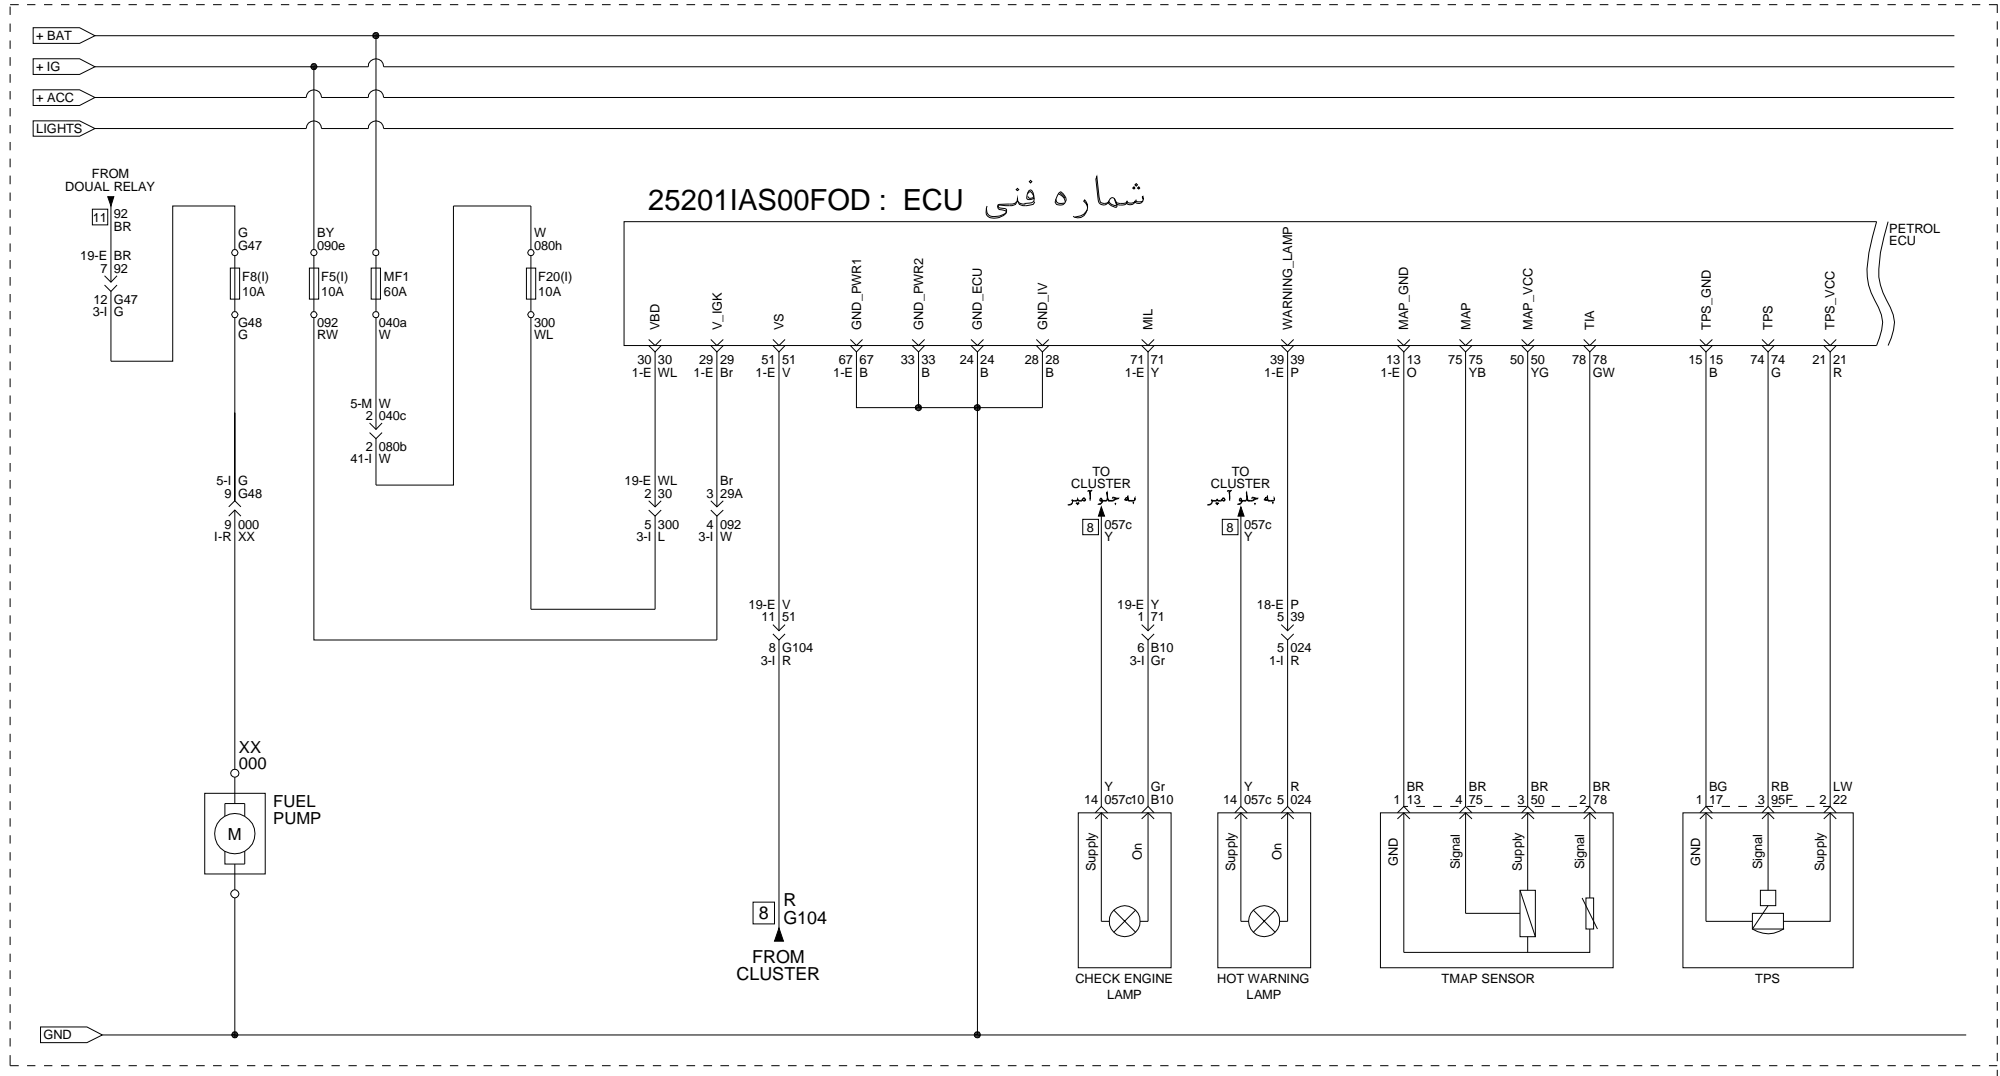 + BAT
+ IG
+ ACC
LIGHTS
FROM
DOUAL RELAY
11 92
BR
19-E BR
7 92
12 G47
3-I G
G
G47
F8(I)
10A
G48
G
5-I G
9 G48
9 000
I-R XX
XX
000
M
FUEL
PUMP
BY
090e
F5(I)
10A
092
RW
MF1
60A
040a
W
5-M W
2 040c
2 080b
41-I W
W
080h
F20(I)
10A
300
WL
25201IAS00FOD : ECU شماره فنی
PETROL
ECU
VBD
V_IGK
VS
GND_PWR1
GND_PWR2
GND_ECU
GND_IV
MIL
WARNING_LAMP
MAP_GND
MAP
MAP_VCC
TIA
TPS_GND
TPS
TPS_VCC
30 30
1-E WL
29 29
1-E Br
51 51
1-E V
67 67
1-E B
33 33
B
24 24
B
28 28
B
71 71
1-E Y
39 39
1-E P
13 13
1-E O
75 75
YB
50 50
YG
78 78
GW
15 15
B
74 74
G
21 21
R
19-E WL
2 30
5 300
3-I L
Br
3 29A
4 092
3-I W
19-E V
11 51
8 G104
3-I R
8 R
G104
FROM
CLUSTER
TO
CLUSTER
به جلو آمپر
8 057c
Y
19-E Y
1 71
6 B10
3-I Gr
TO
CLUSTER
به جلو آمپر
8 057c
Y
18-E P
5 39
5 024
1-I R
Y
14 057c
Gr
10 B10
Supply
On
CHECK ENGINE
LAMP
Y
14 057c
R
5 024
Supply
On
HOT WARNING
LAMP
BR
1 13
BR
4 75
BR
3 50
BR
2 78
GND
Signal
Supply
Signal
TMAP SENSOR
BG
1 17
RB
3 95F
LW
2 22
GND
Signal
Supply
TPS
GND